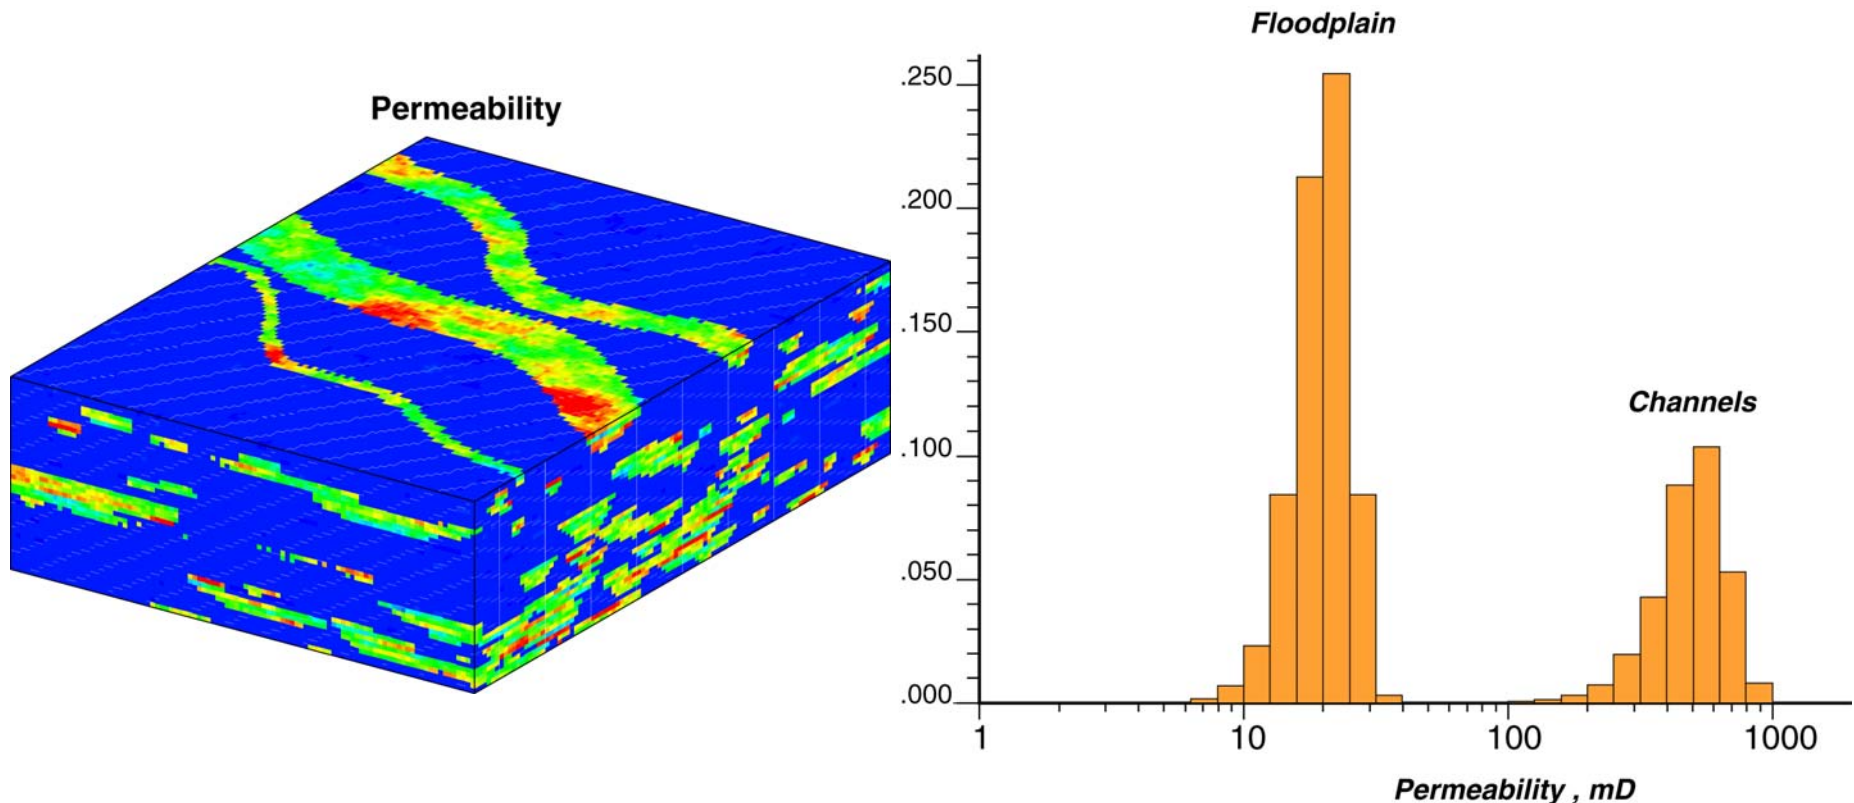 Permeability
Floodplain
Channels
.250
.200
.150
.100
.050
.000
1 10 100 1000
Permeability , mD